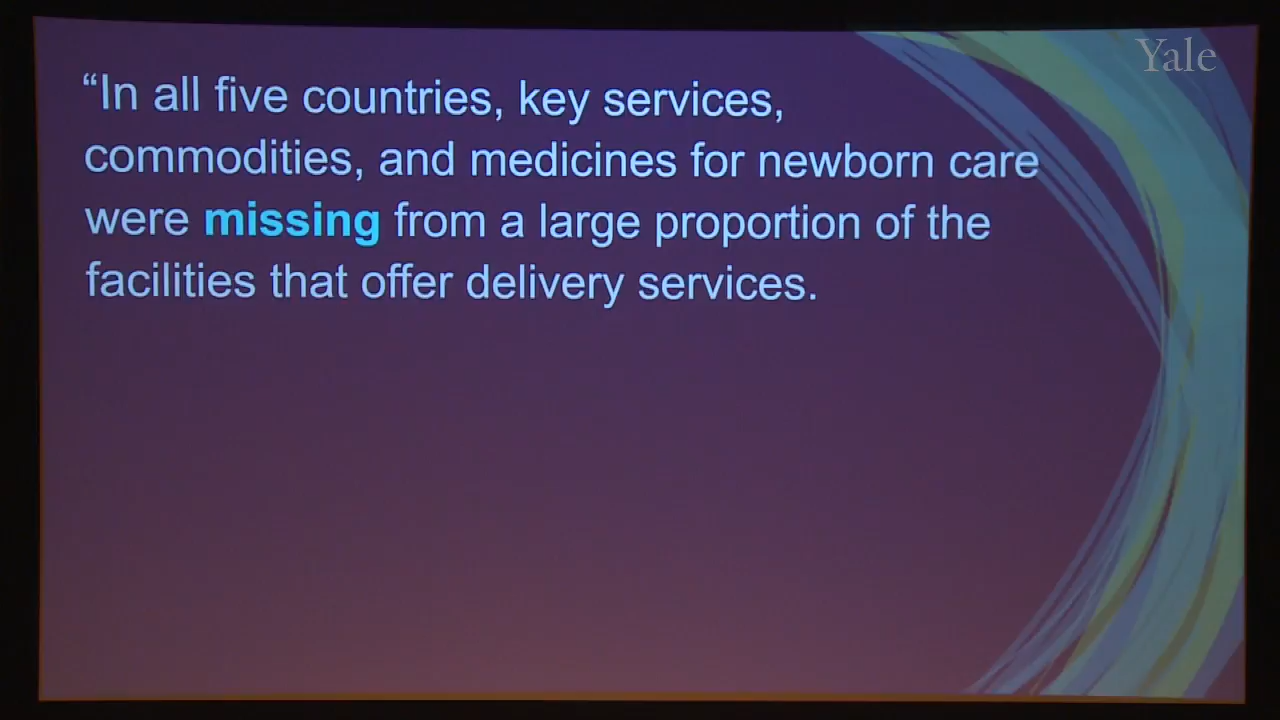 Yale
“In all five countries, key services,
commodities, and medicines for newborn care
were missing from a large proportion of the
facilities that offer delivery services.